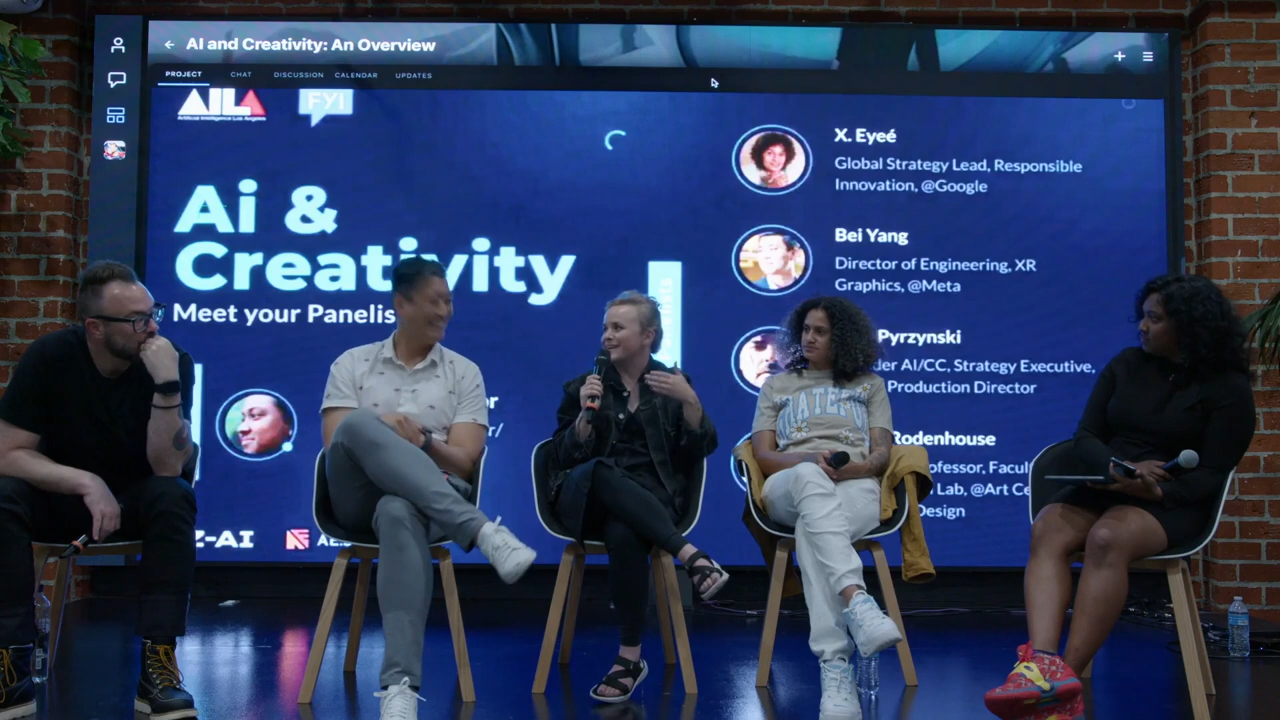 AI and Creativity: An Overview
PROJECT CHAT DISCUSSION CALENDAR UPDATES
AILA
Artificial Intelligence Los Angeles
FYI
Ai &
Creativity
Meet your Panelis
X. Eyeé
Global Strategy Lead, Responsible
Innovation, @Google
Bei Yang
Director of Engineering, XR
Graphics, @Meta
Pyrzynski
der AI/CC, Strategy Executive,
Production Director
Rodenhouse
ofessor, Facul
Lab, @Art Ce
Design
or
r/
Z-AI
GRATEFU